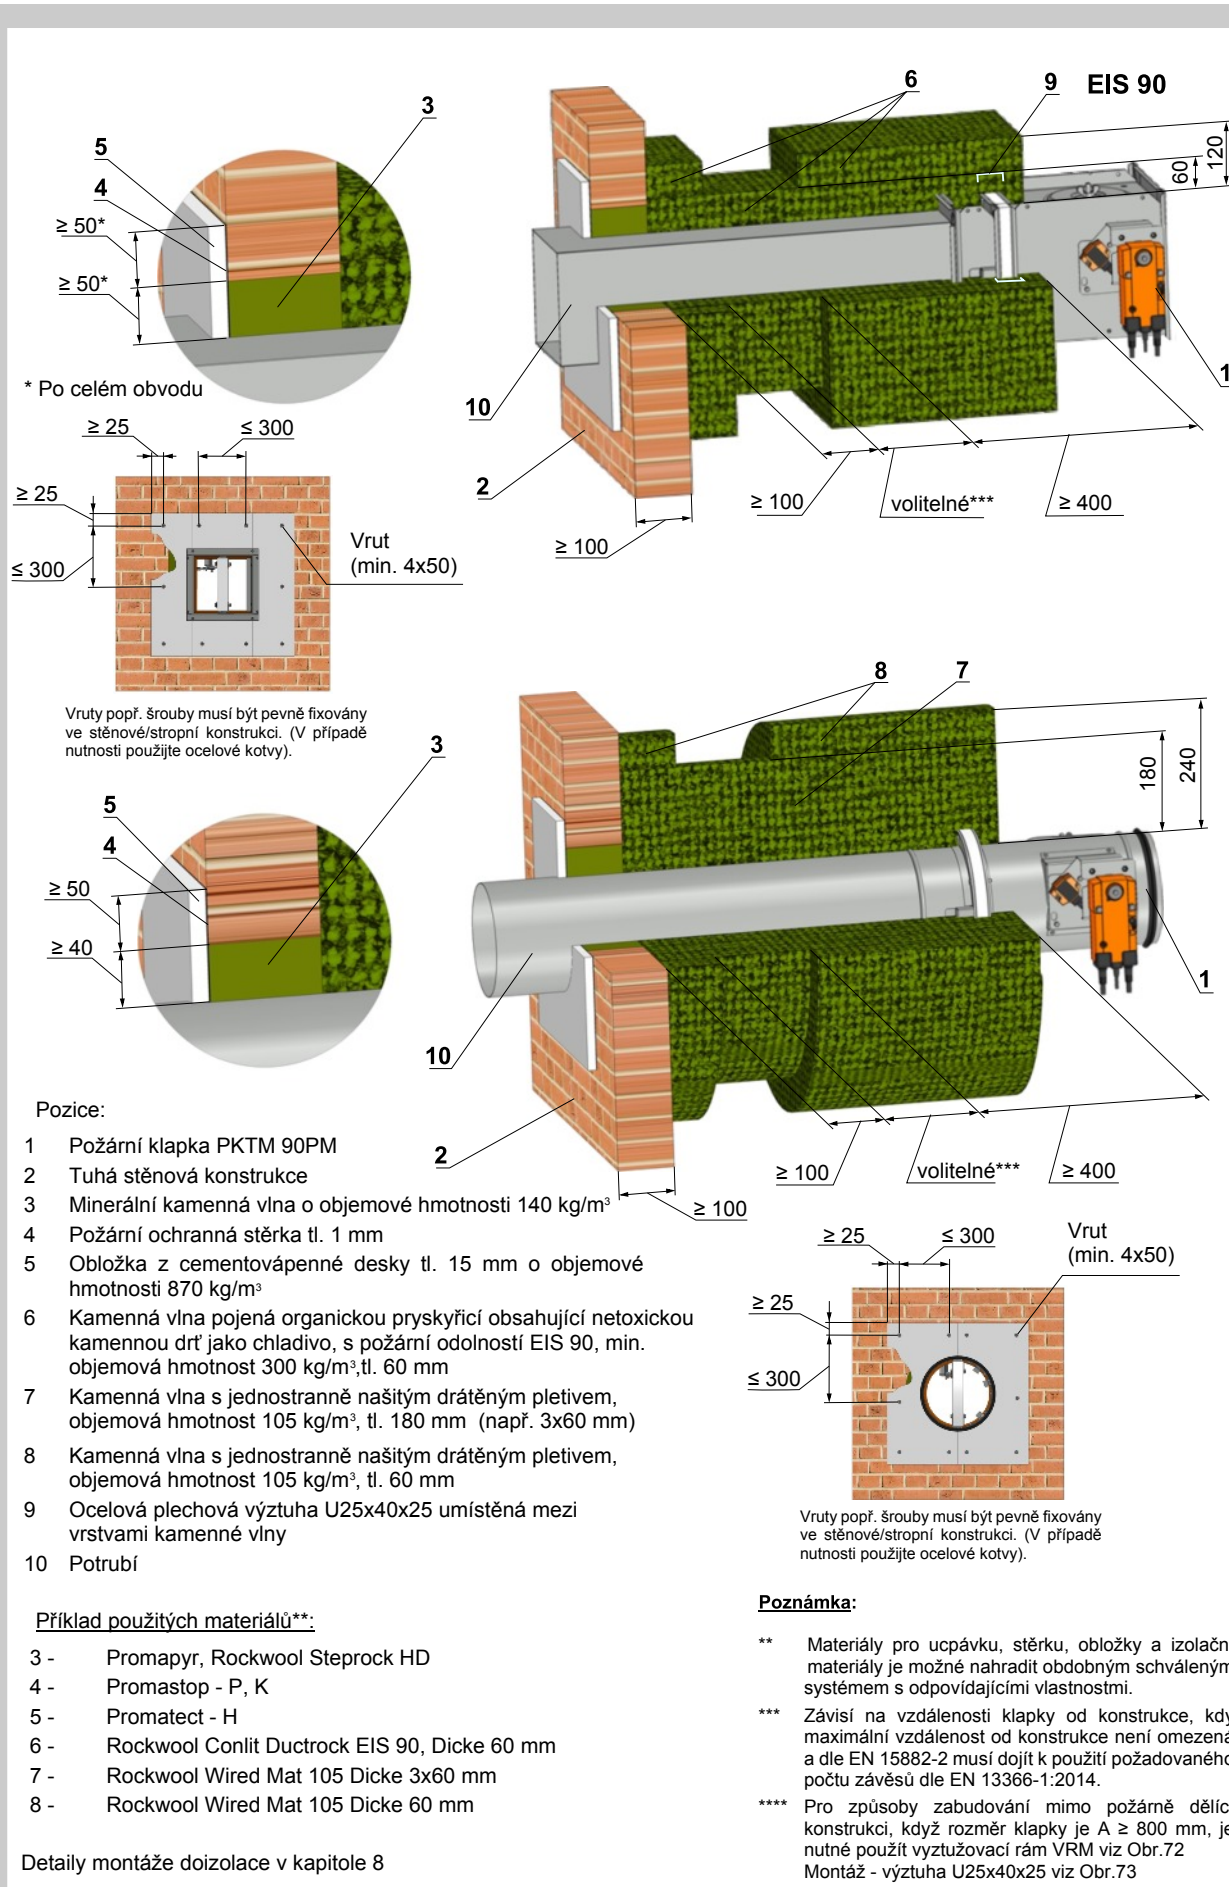 6
9
EIS 90
3
5
4
≥ 50*
≥ 50*
120
60
* Po celém obvodu
1
10
2
≥ 100
≥ 100
volitelné***
≥ 400
≥ 25
≤ 300
≥ 25
≤ 300
Vrut
(min. 4x50)
Vruty popř. šrouby musí být pevně fixovány
ve stěnové/stropní konstrukci. (V případě
nutnosti použijte ocelové kotvy).
8
7
3
5
4
≥ 50
≥ 40
180
240
1
10
2
≥ 100
≥ 100
volitelné***
≥ 400
Pozice:
1 Požární klapka PKTM 90PM
2 Tuhá stěnová konstrukce
3 Minerální kamenná vlna o objemové hmotnosti 140 kg/m³
4 Požární ochranná stěrka tl. 1 mm
5 Obložka z cementovápenné desky tl. 15 mm o objemové
hmotnosti 870 kg/m³
6 Kamenná vlna pojená organickou pryskyřicí obsahující netoxickou
kamennou drť jako chladivo, s požární odolností EIS 90, min.
objemová hmotnost 300 kg/m³,tl. 60 mm
7 Kamenná vlna s jednostranně našitým drátěným pletivem,
objemová hmotnost 105 kg/m³, tl. 180 mm (např. 3x60 mm)
8 Kamenná vlna s jednostranně našitým drátěným pletivem,
objemová hmotnost 105 kg/m³, tl. 60 mm
9 Ocelová plechová výztuha U25x40x25 umístěná mezi
vrstvami kamenné vlny
10 Potrubí
≥ 25
≤ 300
≥ 25
≤ 300
Vrut
(min. 4x50)
Vruty popř. šrouby musí být pevně fixovány
ve stěnové/stropní konstrukci. (V případě
nutnosti použijte ocelové kotvy).
Příklad použitých materiálů**:
3 - Promapyr, Rockwool Steprock HD
4 - Promastop - P, K
5 - Promatect - H
6 - Rockwool Conlit Ductrock EIS 90, Dicke 60 mm
7 - Rockwool Wired Mat 105 Dicke 3x60 mm
8 - Rockwool Wired Mat 105 Dicke 60 mm
Detaily montáže doizolace v kapitole 8
Poznámka:
** Materiály pro ucpávku, stěrku, obložky a izolačn
materiály je možné nahradit obdobným schváleným
systémem s odpovídajícími vlastnostmi.
*** Závisí na vzdálenosti klapky od konstrukce, kdy
maximální vzdálenost od konstrukce není omezená
a dle EN 15882-2 musí dojít k použití požadovaného
počtu závěsů dle EN 13366-1:2014.
**** Pro způsoby zabudování mimo požárně dělíc
konstrukci, když rozměr klapky je A ≥ 800 mm, je
nutné použít vyztužovací rám VRM viz Obr.72
Montáž - výztuha U25x40x25 viz Obr.73